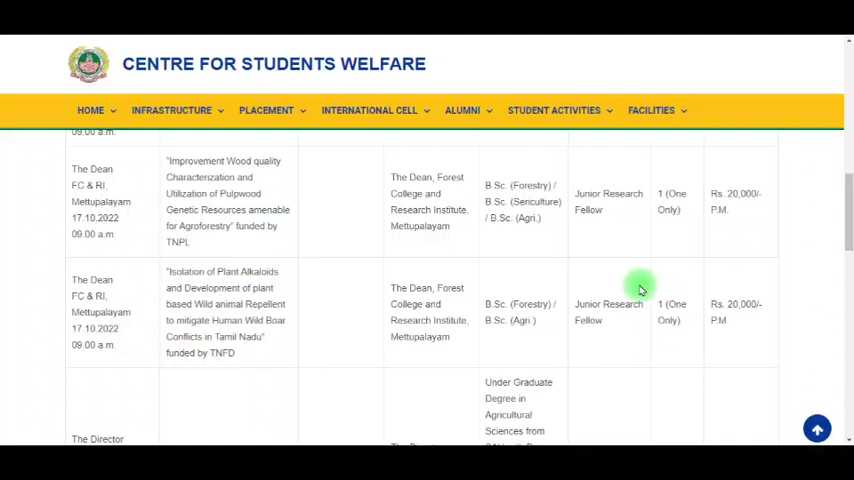 CENTRE FOR STUDENTS WELFARE
HOME INFRASTRUCTURE PLACEMENT INTERNATIONAL CELL ALUMNI STUDENT ACTIVITIES FACILITIES
09.00 a.m.
The Dean
FC & RI,
Mettupalayam
17.10.2022
09.00 a.m.
"Improvement Wood quality
Characterization and
Utilization of Pulpwood
Genetic Resources amenable
for Agroforestry" funded by
TNPL
The Dean, Forest
College and
Research Institute,
Mettupalayam
B.Sc. (Forestry) /
B.Sc. (Sericulture)
/ B.Sc. (Agri.)
Junior Research
Fellow
1 (One
Only)
Rs. 20,000/-
P.M.
The Dean
FC & RI,
Mettupalayam
17.10.2022
09.00 a.m.
"Isolation of Plant Alkaloids
and Development of plant
based Wild animal Repellent
to mitigate Human Wild Boar
Conflicts in Tamil Nadu"
funded by TNFD
The Dean, Forest
College and
Research Institute,
Mettupalayam
B.Sc. (Forestry) /
B.Sc. (Agri.)
Junior Research
Fellow
1 (One
Only)
Rs. 20,000/-
P.M.
The Director
Under Graduate
Degree in
Agricultural
Sciences from